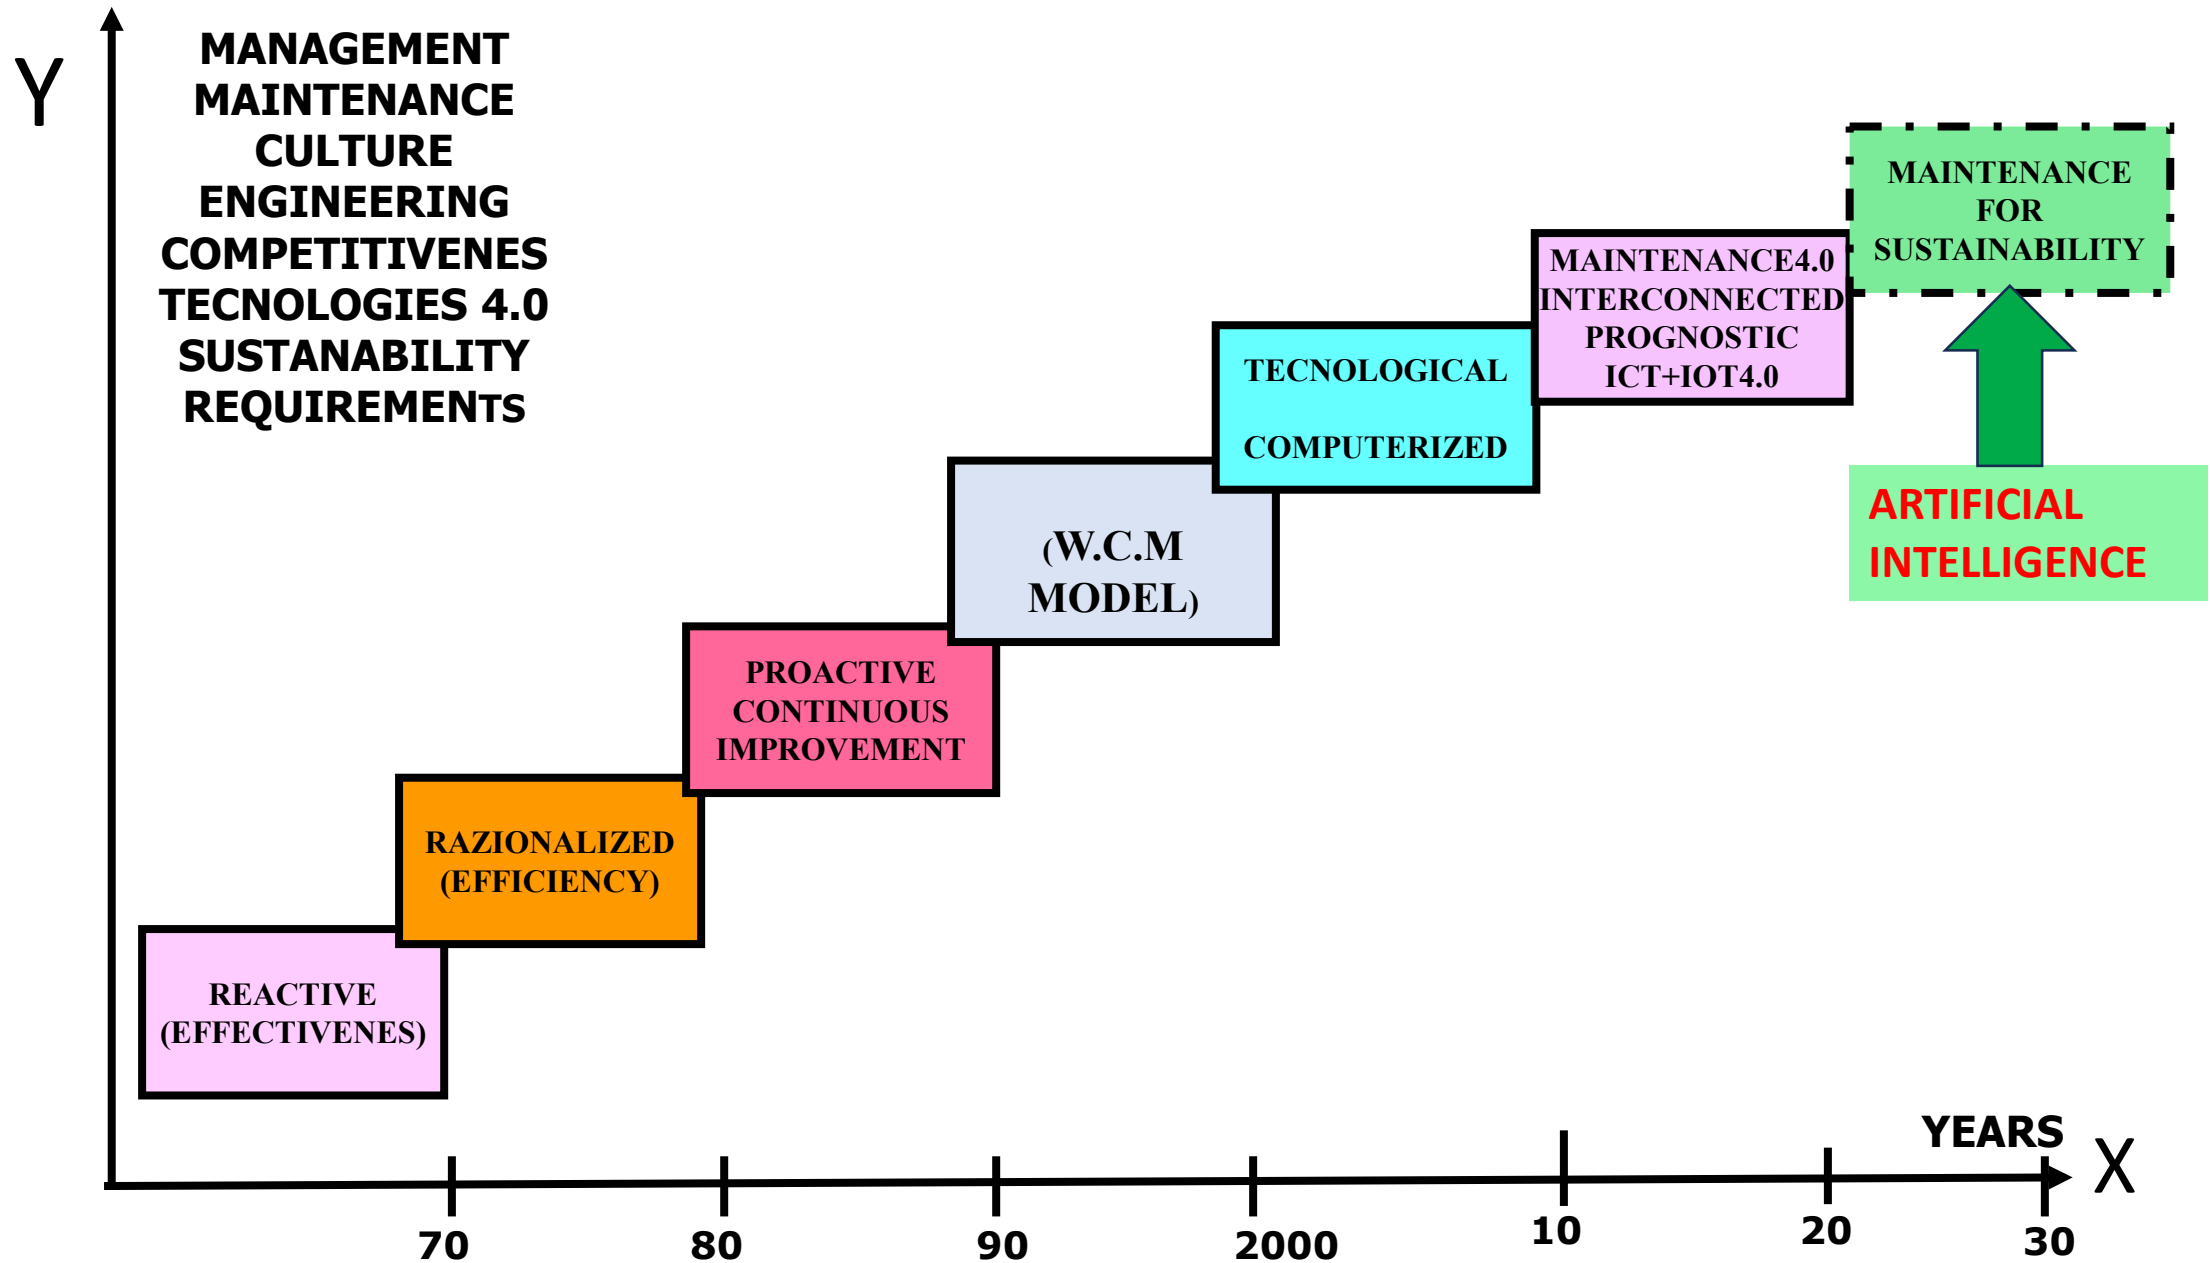 Y
MANAGEMENT
MAINTENANCE
CULTURE
ENGINEERING
COMPETITIVENES
TECNOLOGIES 4.0
SUSTANABILITY
REQUIREMENTS
MAINTENANCE
FOR
SUSTAINABILITY
MAINTENANCE4.0
INTERCONNECTED
PROGNOSTIC
ICT+IOT4.0
TECNOLOGICAL
COMPUTERIZED
ARTIFICIAL
INTELLIGENCE
(W.C.M
MODEL)
PROACTIVE
CONTINUOUS
IMPROVEMENT
RAZIONALIZED
(EFFICIENCY)
REACTIVE
(EFFECTIVENES)
YEARS
X
70 80 90 2000 10 20 30